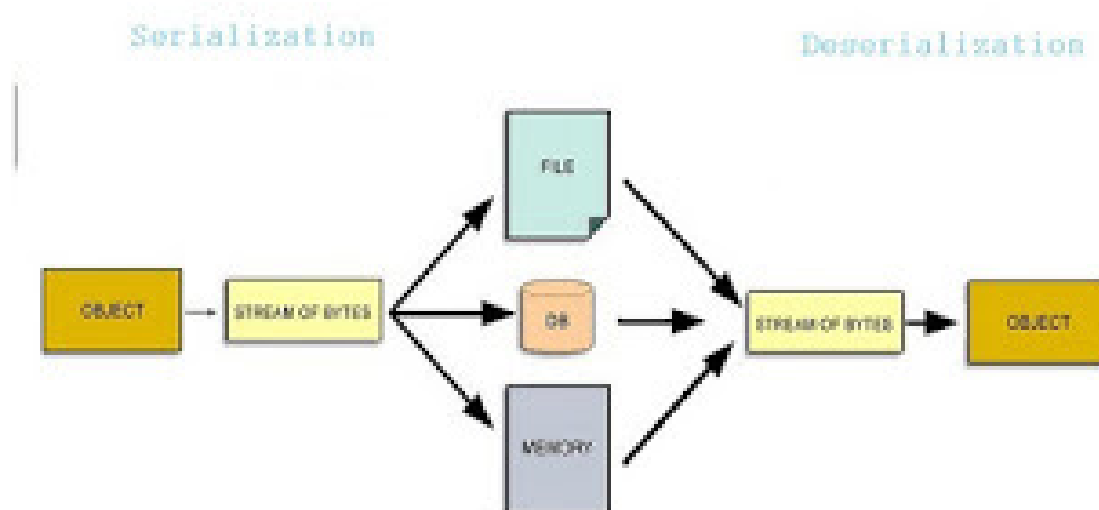 Serialization
Deserialization
FILE
OBJECT
STREAM OF BYTES
DB
STREAM OF BYTES
OBJECT
MEMORY